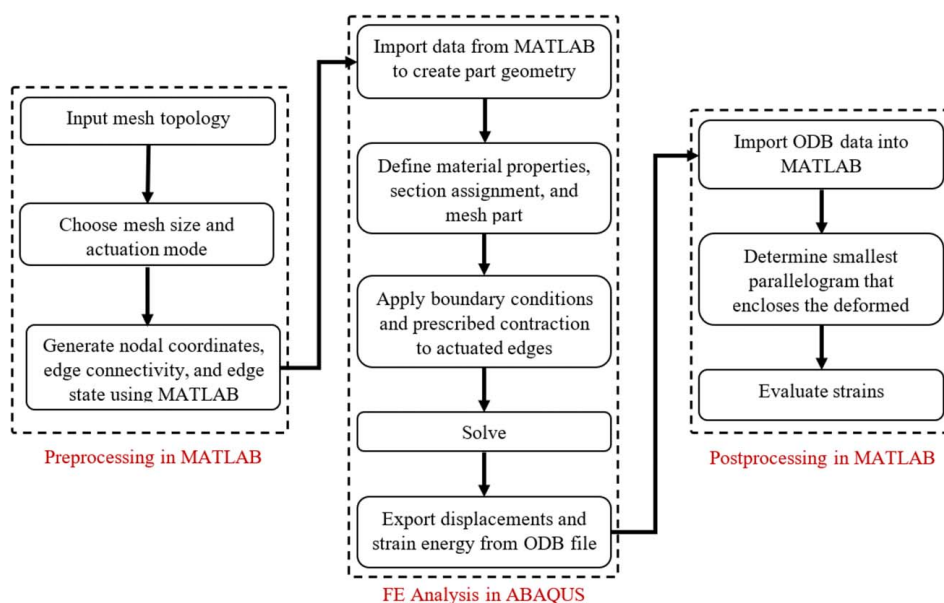 Input mesh topology
Choose mesh size and
actuation mode
Generate nodal coordinates,
edge connectivity, and edge
state using MATLAB
Preprocessing in MATLAB
Import data from MATLAB
to create part geometry
Define material properties,
section assignment, and
mesh part
Apply boundary conditions
and prescribed contraction
to actuated edges
Solve
Export displacements and
strain energy from ODB file
FE Analysis in ABAQUS
Import ODB data into
MATLAB
Determine smallest
parallelogram that
encloses the deformed
Evaluate strains
Postprocessing in MATLAB